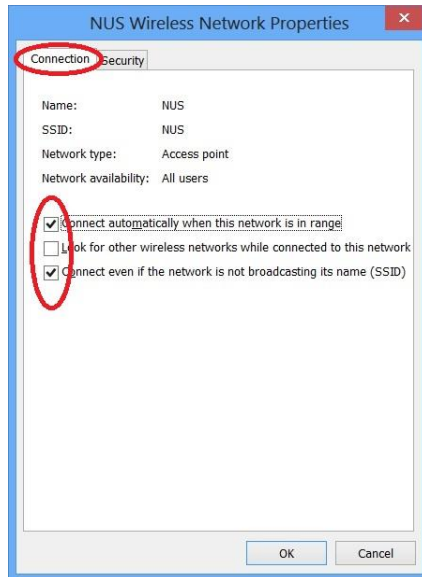 NUS Wireless Network Properties
Connection Security
Name: NUS
SSID: NUS
Network type: Access point
Network availability: All users
Connect automatically when this network is in range
Look for other wireless networks while connected to this network
Connect even if the network is not broadcasting its name (SSID)
OK Cancel